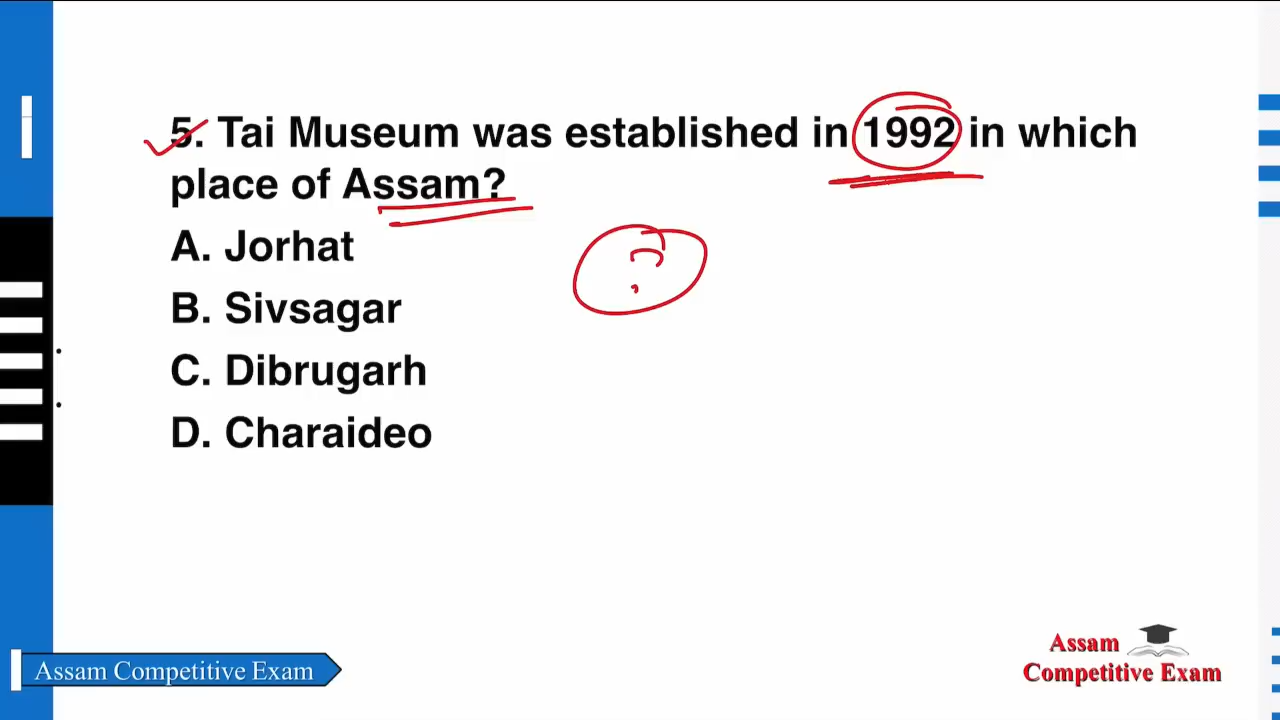 5. Tai Museum was established in 1992 in which
place of Assam?
?
A. Jorhat
B. Sivsagar
C. Dibrugarh
D. Charaideo
Assam Competitive Exam
Assam
Competitive Exam